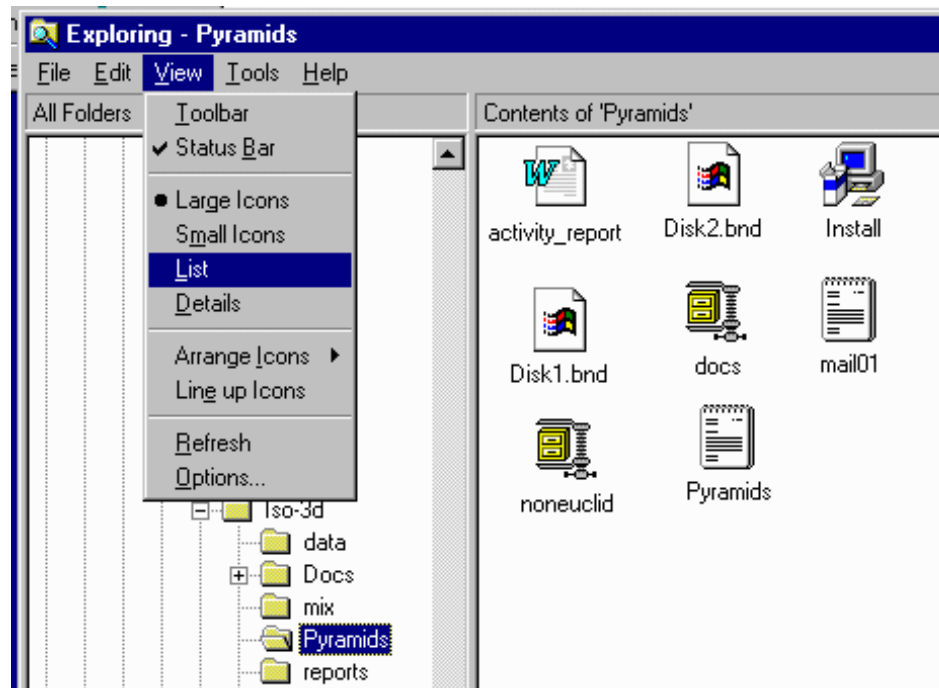 Exploring - Pyramids
File Edit View Tools Help
All Folders
Contents of 'Pyramids'
Toolbar
Status Bar
Large Icons
Small Icons
List
Details
Arrange Icons
Line up Icons
Refresh
Options...
Iso-3d
data
Docs
mix
Pyramids
reports
activity_report
Disk2.bnd
Install
Disk1.bnd
docs
mail01
noneuclid
Pyramids